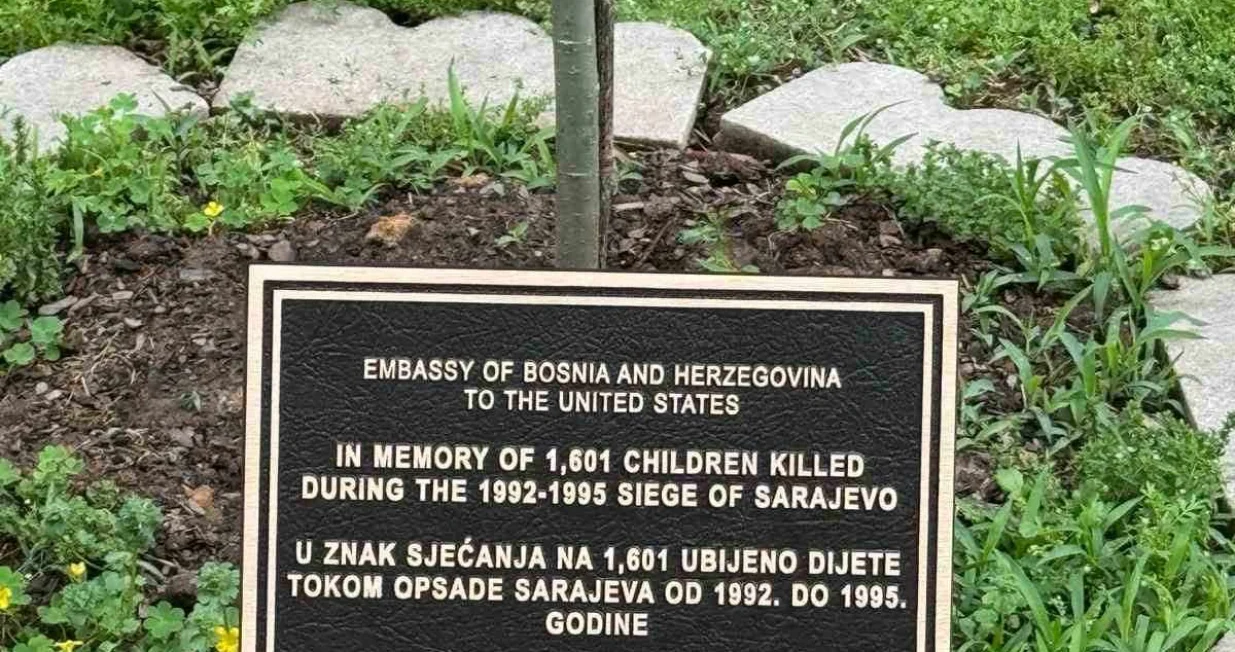 EMBASSY OF BOSNIA AND HERZEGOVINA
TO THE UNITED STATES
IN MEMORY OF 1,601 CHILDREN KILLED
DURING THE 1992-1995 SIEGE OF SARAJEVO
U ZNAK SJEĆANJA NA 1,601 UBIJENO DIJETE
TOKOM OPSADE SARAJEVA OD 1992. DO 1995.
GODINE